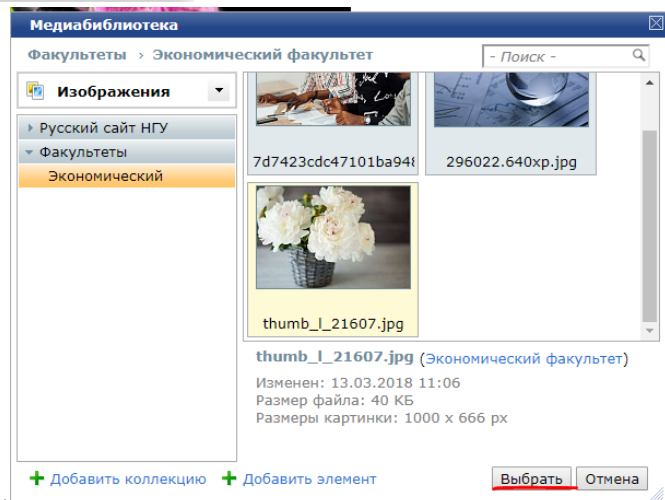 Медиабиблиотека
Факультеты › Экономический факультет
- Поиск -
Изображения
Русский сайт НГУ
Факультеты
Экономический
7d7423cdc47101ba948
296022.640xp.jpg
thumb_l_21607.jpg
thumb_l_21607.jpg (Экономический факультет)
Изменен: 13.03.2018 11:06
Размер файла: 40 КБ
Размеры картинки: 1000 x 666 px
Добавить коллекцию
Добавить элемент
Выбрать
Отмена